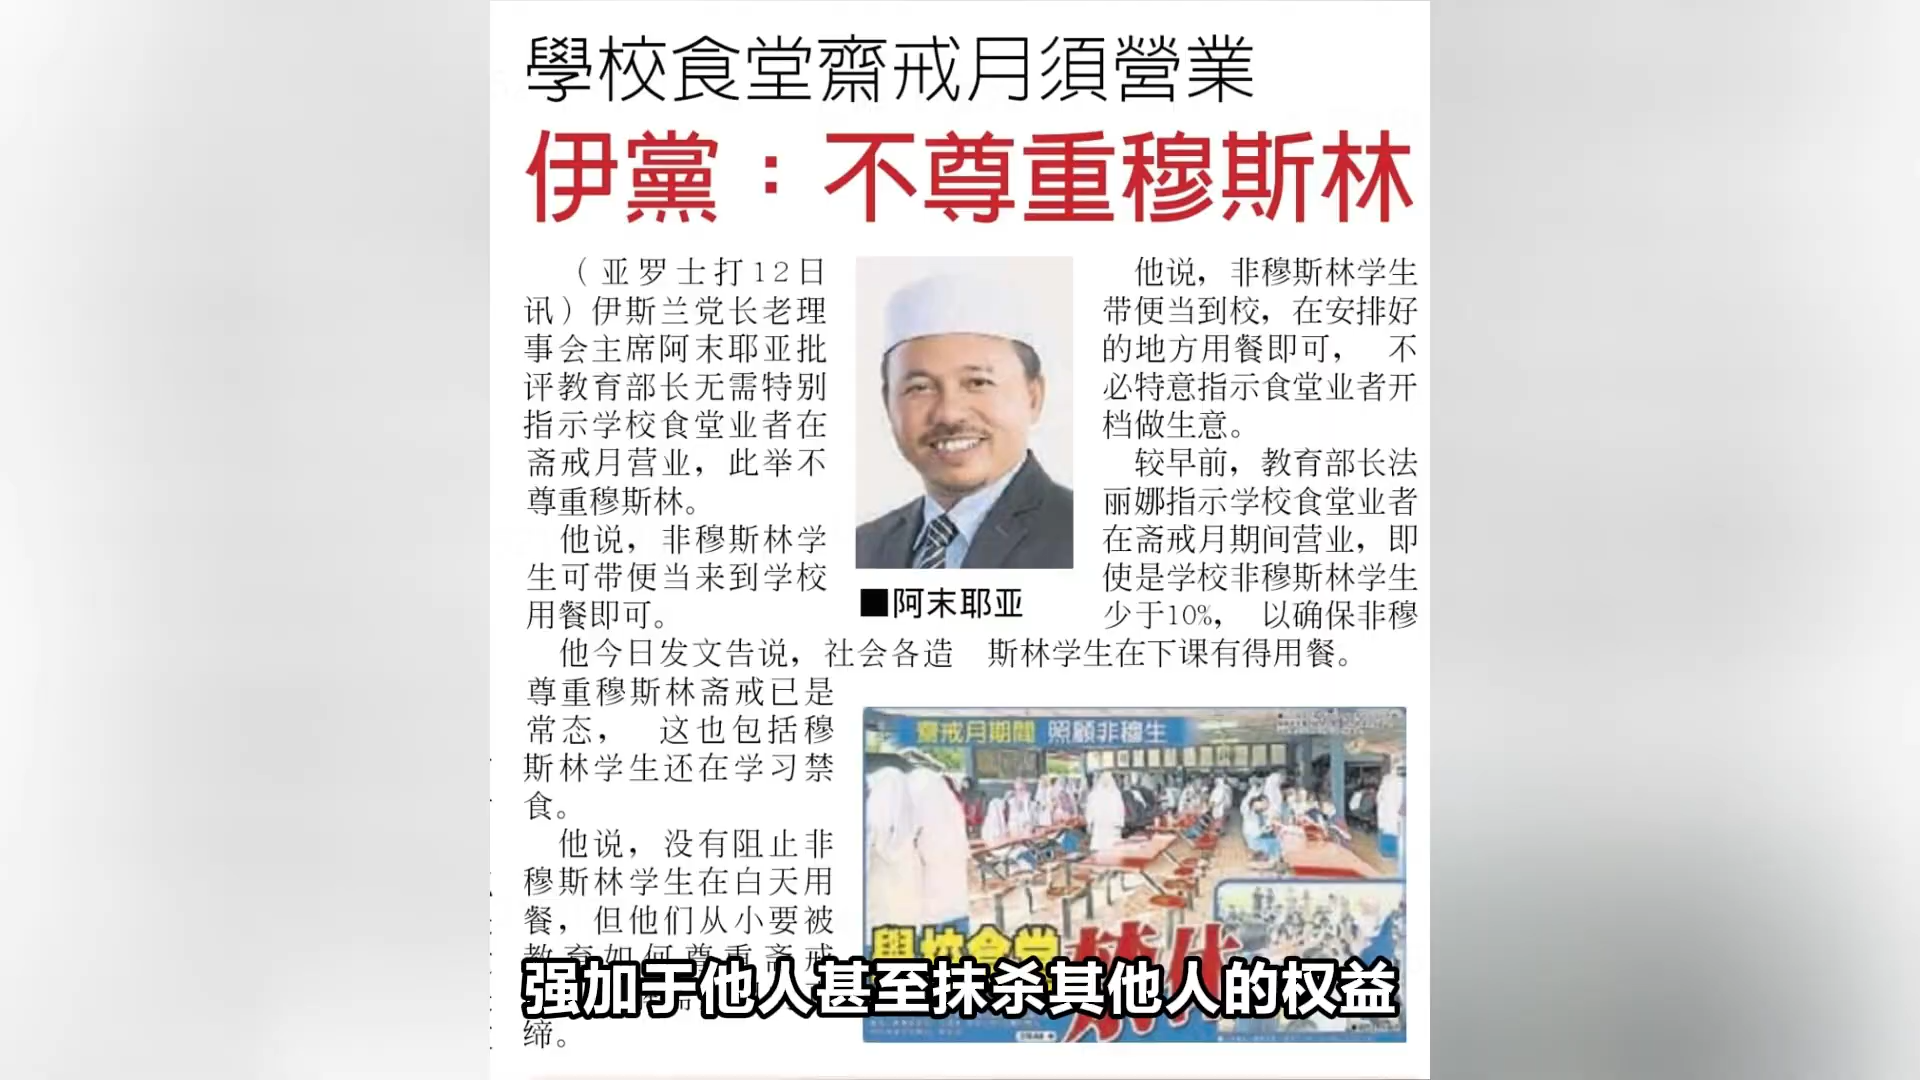 學校食堂齋戒月須營業
伊黨：不尊重穆斯林
（亚罗士打12日
讯）伊斯兰党长老理
事会主席阿末耶亚批
评教育部长无需特别
指示学校食堂业者在
斋戒月营业，此举不
尊重穆斯林。
他说，非穆斯林学
生可带便当来到学校
用餐即可。
他今日发文告说，社会各造
尊重穆斯林斋戒已是
常态，　这也包括穆
斯林学生还在学习禁
食。
他说，没有阻止非
穆斯林学生在白天用
餐，但他们从小要被
教育如何尊重斋戒
缔。
■阿末耶亚
他说，非穆斯林学生
带便当到校，在安排好
的地方用餐即可，　不
必特意指示食堂业者开
档做生意。
较早前，教育部长法
丽娜指示学校食堂业者
在斋戒月期间营业，即
使是学校非穆斯林学生
少于10%，　以确保非穆
斯林学生在下课有得用餐。
齋戒月期間 照顧非穆生
學校食堂
禁休
强加于他人甚至抹杀其他人的权益